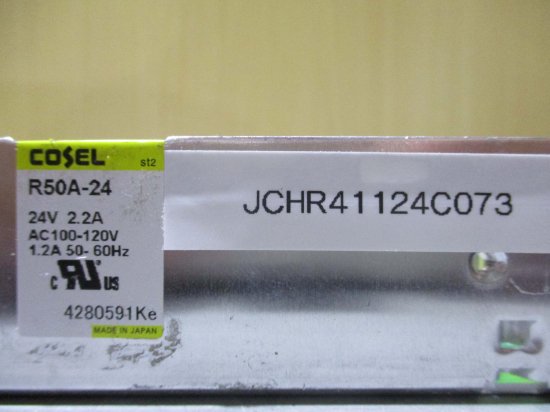 COSEL
st2
R50A-24
24V 2.2A
AC100-120V
1.2A 50- 60Hz
c RU US
4280591Ke
MADE IN JAPAN
JCHR41124C073